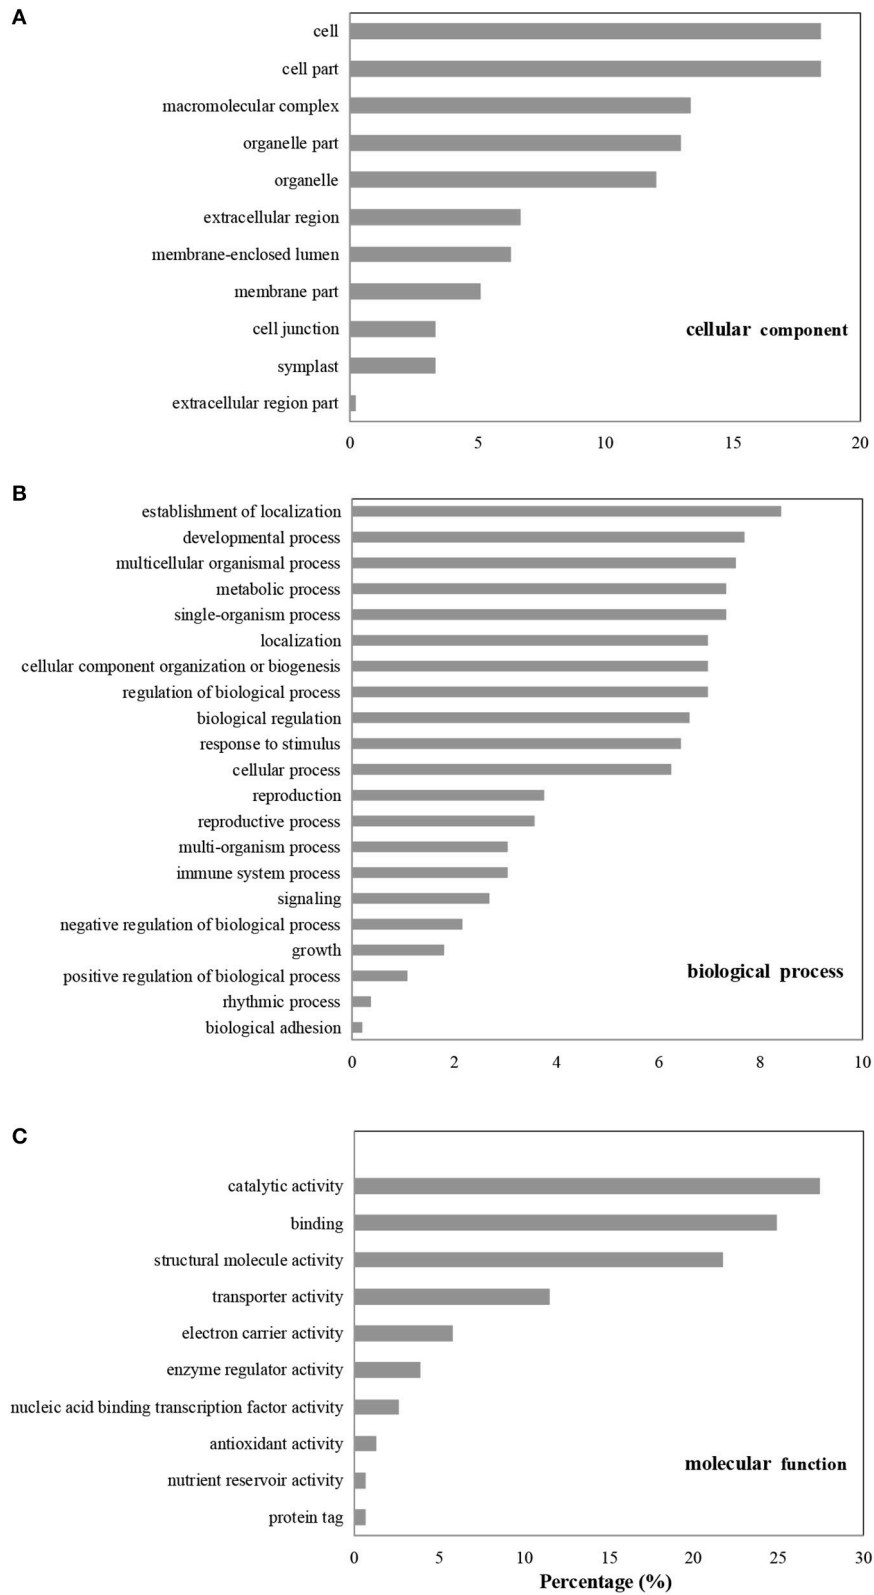 A
cell
cell part
macromolecular complex
organelle part
organelle
extracellular region
membrane-enclosed lumen
membrane part
cell junction
cellular component
symplast
extracellular region part
0 5 10 15 20
B
establishment of localization
developmental process
multicellular organismal process
metabolic process
single-organism process
localization
cellular component organization or biogenesis
regulation of biological process
biological regulation
response to stimulus
cellular process
reproduction
reproductive process
multi-organism process
immune system process
signaling
negative regulation of biological process
growth
biological process
positive regulation of biological process
rhythmic process
biological adhesion
0 2 4 6 8 10
C
catalytic activity
binding
structural molecule activity
transporter activity
electron carrier activity
enzyme regulator activity
nucleic acid binding transcription factor activity
antioxidant activity
molecular function
nutrient reservoir activity
protein tag
0 5 10 15 20 25 30
Percentage (%)